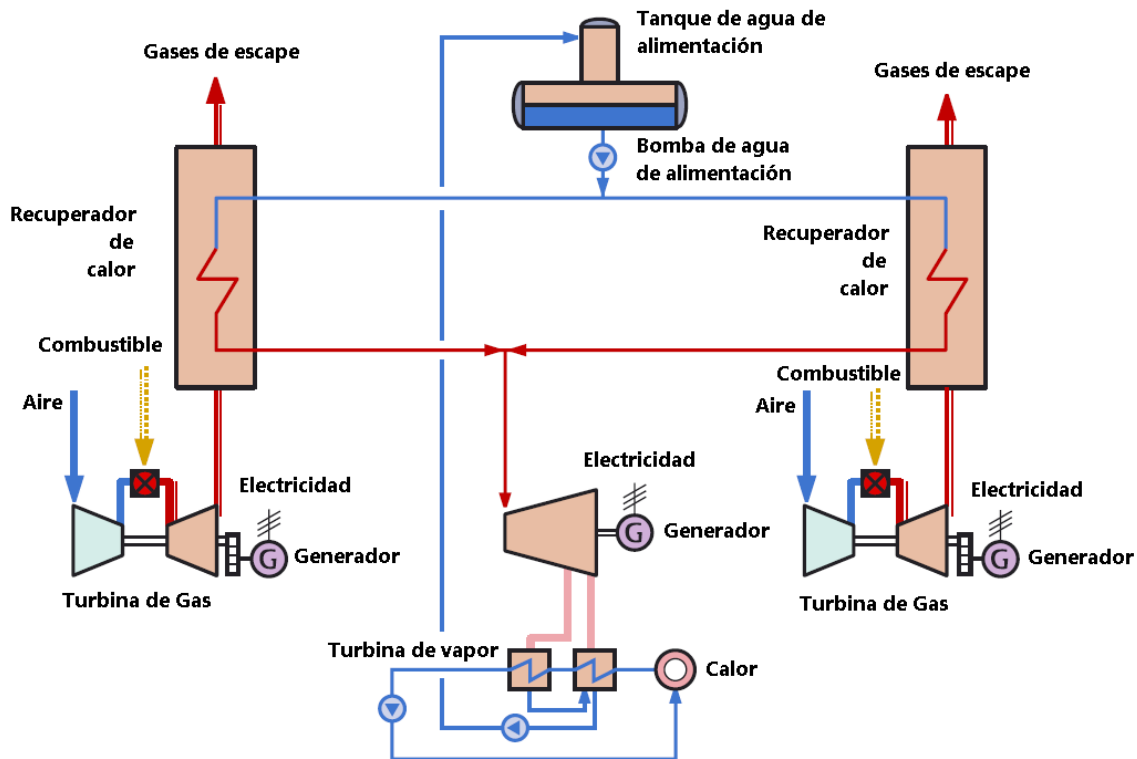 Tanque de agua de
alimentación
Gases de escape
Gases de escape
Bomba de agua
de alimentación
Recuperador
de
calor
Recuperador
de
calor
Combustible
Combustible
Aire
Aire
Electricidad
Electricidad
Electricidad
G
Generador
G
Generador
G
Generador
Turbina de Gas
Turbina de Gas
Turbina de vapor
Calor